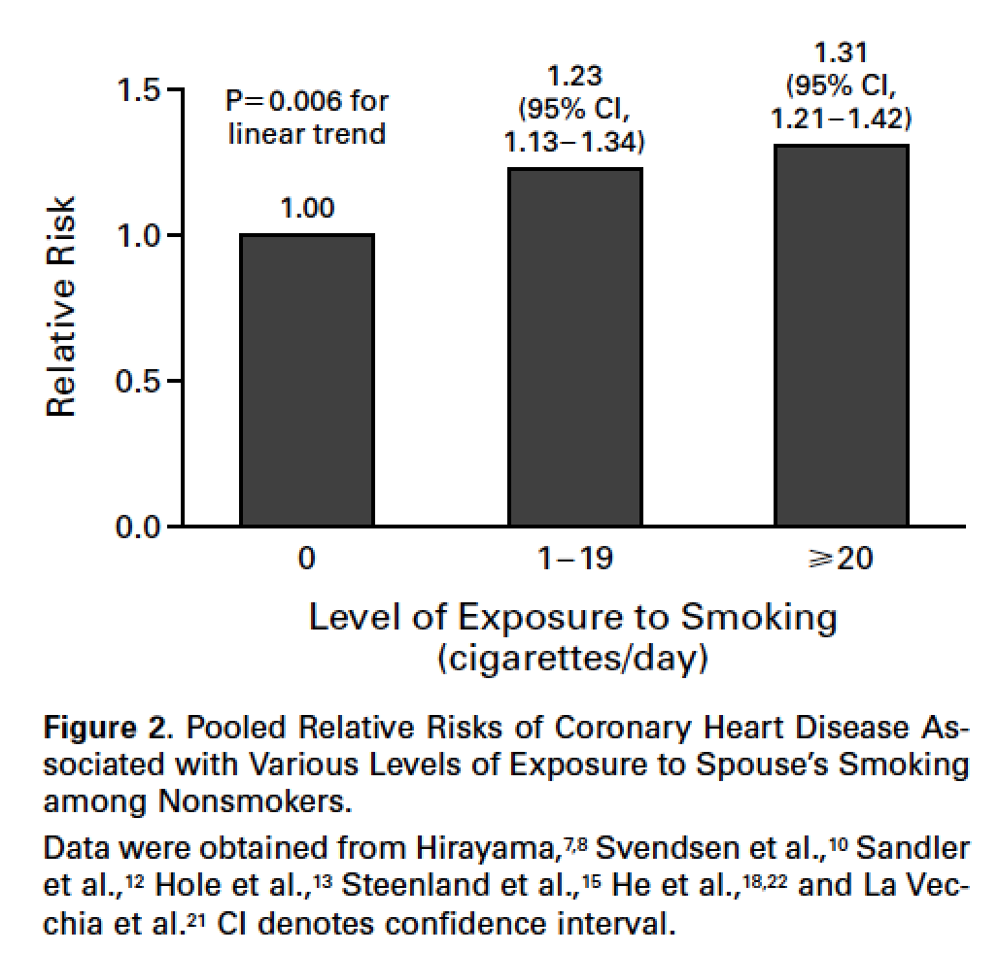 1.5
1.0
0.5
0.0
Relative Risk
P=0.006 for
linear trend
1.00
1.23
(95% CI,
1.13–1.34)
1.31
(95% CI,
1.21–1.42)
0
1–19
⩾20
Level of Exposure to Smoking
(cigarettes/day)
Figure 2. Pooled Relative Risks of Coronary Heart Disease As-
sociated with Various Levels of Exposure to Spouse’s Smoking
among Nonsmokers.
Data were obtained from Hirayama,⁷,⁸ Svendsen et al.,¹⁰ Sandler
et al.,¹² Hole et al.,¹³ Steenland et al.,¹⁵ He et al.,¹⁸,²² and La Vec-
chia et al.²¹ CI denotes confidence interval.